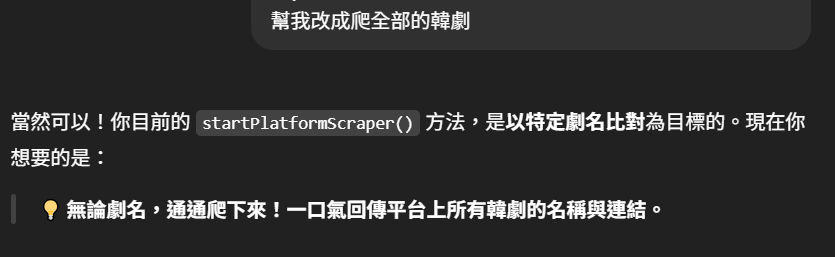 幫我改成爬全部的韓劇
當然可以！你目前的 startPlatformScraper() 方法，是以特定劇名比對為目標的。現在你
想要的是：
💡 無論劇名，通通爬下來！一口氣回傳平台上所有韓劇的名稱與連結。